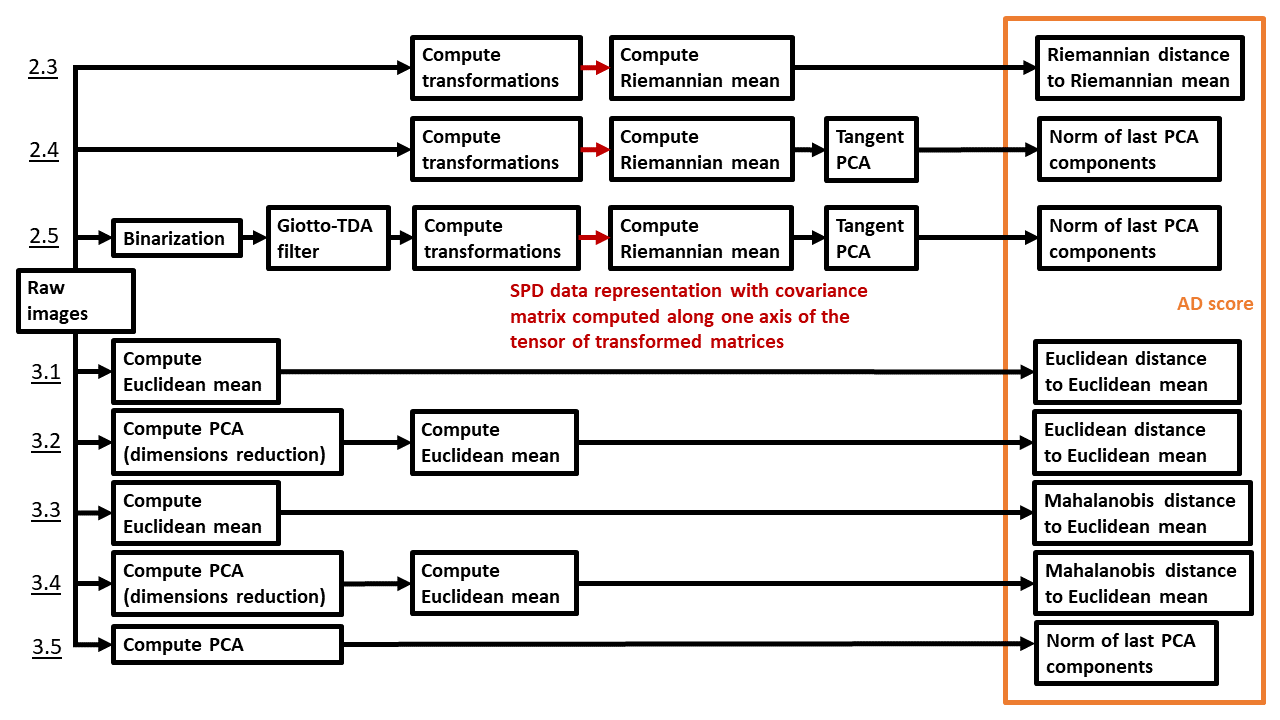 2.3
Compute
transformations
Compute
Riemannian mean
Riemannian distance
to Riemannian mean
2.4
Compute
transformations
Compute
Riemannian mean
Tangent
PCA
Norm of last PCA
components
2.5
Binarization
Giotto-TDA
filter
Compute
transformations
Compute
Riemannian mean
Tangent
PCA
Norm of last PCA
components
Raw
images
SPD data representation with covariance
matrix computed along one axis of the
tensor of transformed matrices
AD score
3.1
Compute
Euclidean mean
Euclidean distance
to Euclidean mean
3.2
Compute PCA
(dimensions reduction)
Compute
Euclidean mean
Euclidean distance
to Euclidean mean
3.3
Compute
Euclidean mean
Mahalanobis distance
to Euclidean mean
3.4
Compute PCA
(dimensions reduction)
Compute
Euclidean mean
Mahalanobis distance
to Euclidean mean
3.5
Compute PCA
Norm of last PCA
components